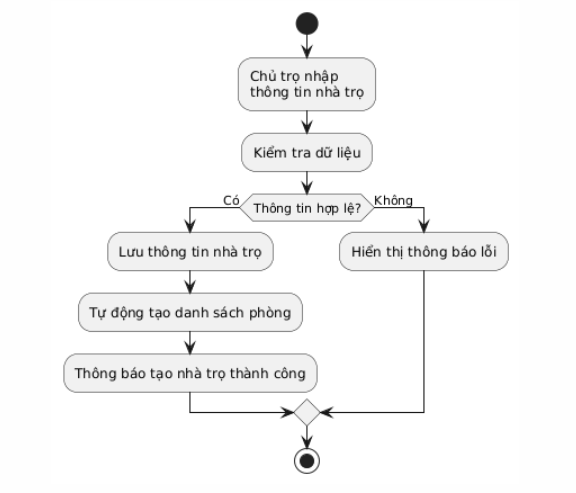 Chủ trọ nhập
thông tin nhà trọ
Kiểm tra dữ liệu
Có
Thông tin hợp lệ?
Không
Lưu thông tin nhà trọ
Hiển thị thông báo lỗi
Tự động tạo danh sách phòng
Thông báo tạo nhà trọ thành công